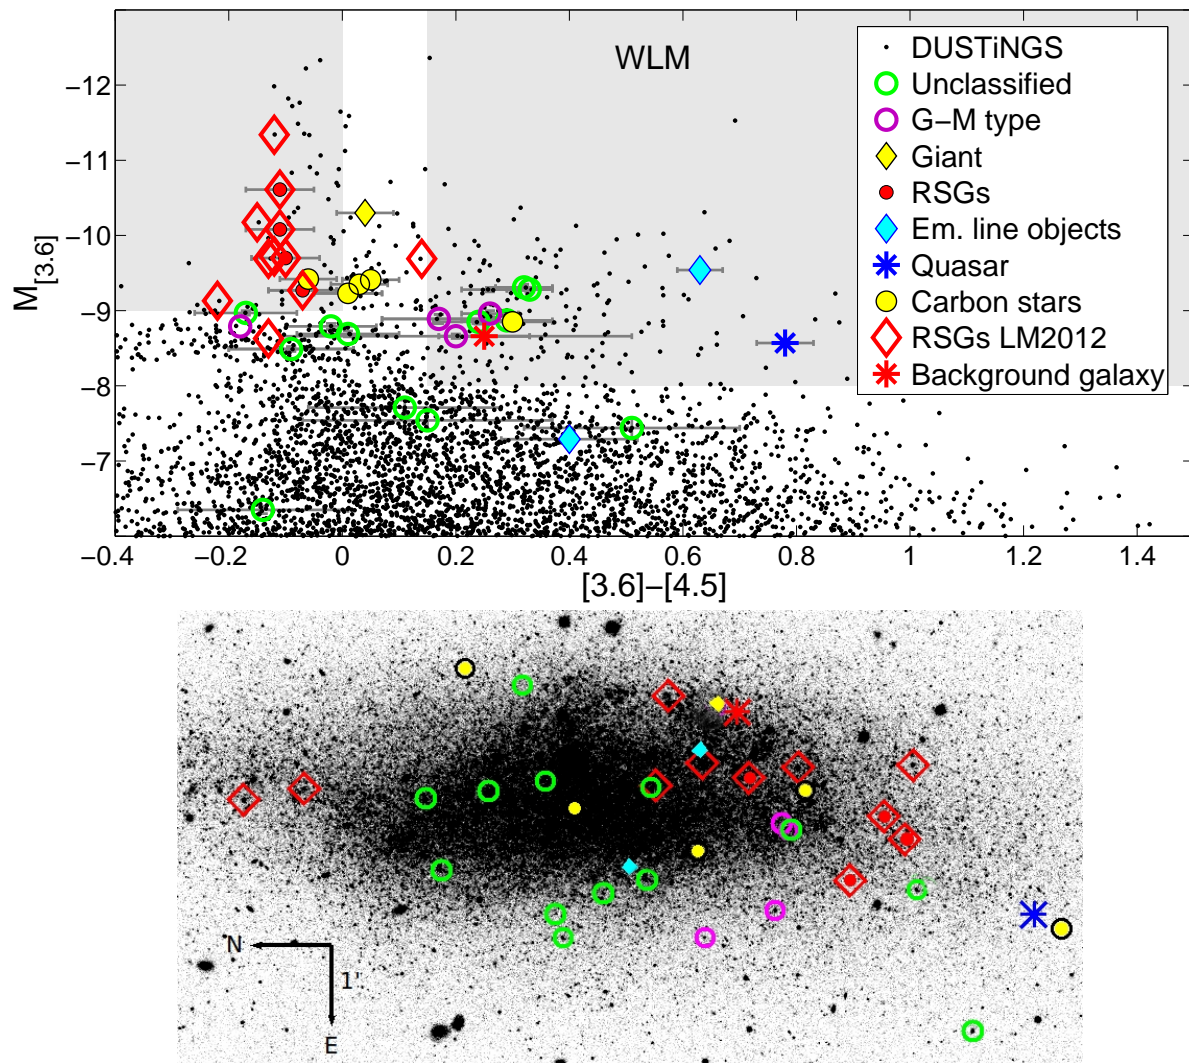 WLM
DUSTiNGS
Unclassified
G−M type
Giant
RSGs
Em. line objects
Quasar
Carbon stars
RSGs LM2012
Background galaxy
−12
−11
−10
−9
−8
−7
M[3.6]
−0.4 −0.2 0 0.2 0.4 0.6 0.8 1 1.2 1.4
[3.6]−[4.5]
N
1'
E